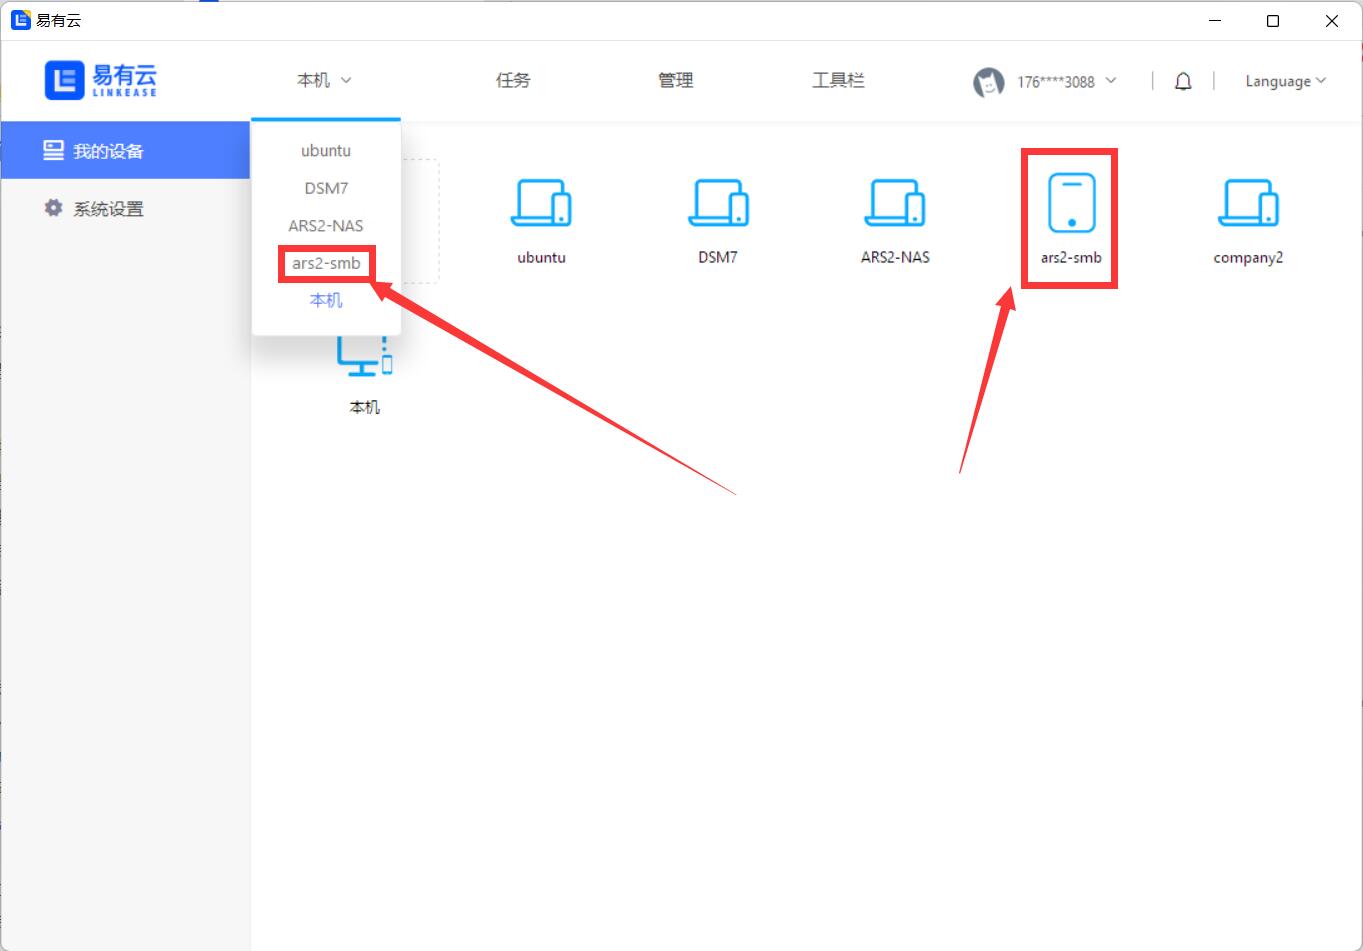 易有云
易有云
LINKEASE
本机
任务
管理
工具栏
176****3088
Language
我的设备
系统设置
ubuntu
DSM7
ARS2-NAS
ars2-smb
本机
ubuntu
DSM7
ARS2-NAS
ars2-smb
company2
本机